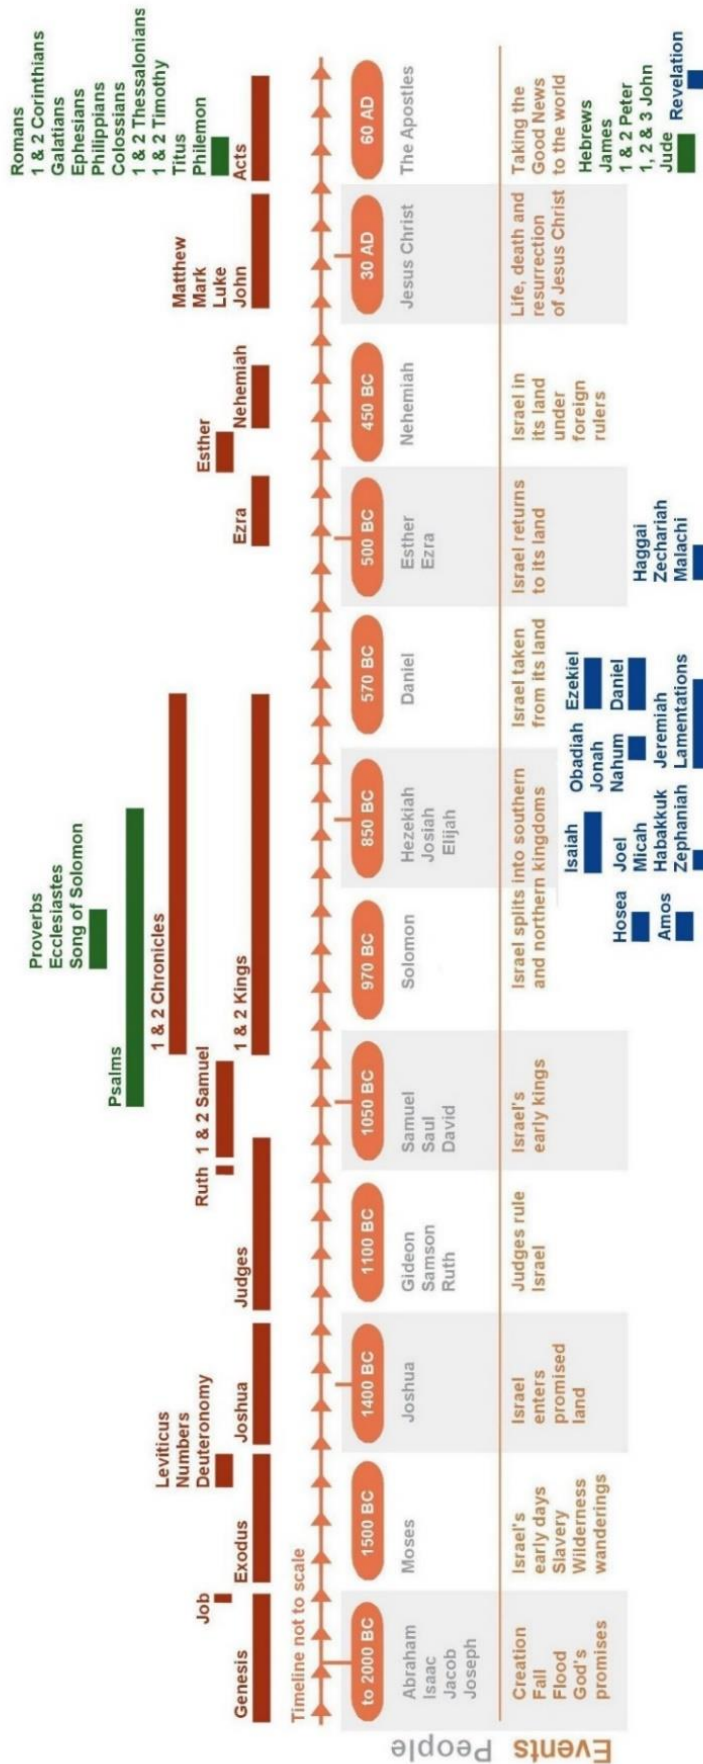 Proverbs
Ecclesiastes
Song of Solomon
Psalms
1 & 2 Chronicles
Romans
1 & 2 Corinthians
Galatians
Ephesians
Philippians
Colossians
1 & 2 Thessalonians
1 & 2 Timothy
Titus
Philemon
Leviticus
Numbers
Deuteronomy
Job
Ruth
1 & 2 Samuel
Esther
Matthew
Mark
Luke
John
Genesis
Exodus
Joshua
Judges
1 & 2 Kings
Ezra
Nehemiah
Acts
Timeline not to scale
to 2000 BC
1500 BC
1400 BC
1100 BC
1050 BC
970 BC
850 BC
570 BC
500 BC
450 BC
30 AD
60 AD
People
Abraham
Isaac
Jacob
Joseph
Moses
Joshua
Gideon
Samson
Ruth
Samuel
Saul
David
Solomon
Hezekiah
Josiah
Elijah
Daniel
Esther
Ezra
Nehemiah
Jesus Christ
The Apostles
Events
Creation
Fall
Flood
God's
promises
Israel's
early days
Slavery
Wilderness
wanderings
Israel
enters
promised
land
Judges rule
Israel
Israel's
early kings
Israel splits into southern
and northern kingdoms
Israel taken
from its land
Israel returns
to its land
Israel in
its land
under
foreign
rulers
Life, death and
resurrection
of Jesus Christ
Taking the
Good News
to the world
Hosea
Amos
Isaiah
Joel
Micah
Habakkuk
Zephaniah
Obadiah
Jonah
Nahum
Jeremiah
Lamentations
Ezekiel
Daniel
Haggai
Zechariah
Malachi
Hebrews
James
1 & 2 Peter
1, 2 & 3 John
Jude
Revelation